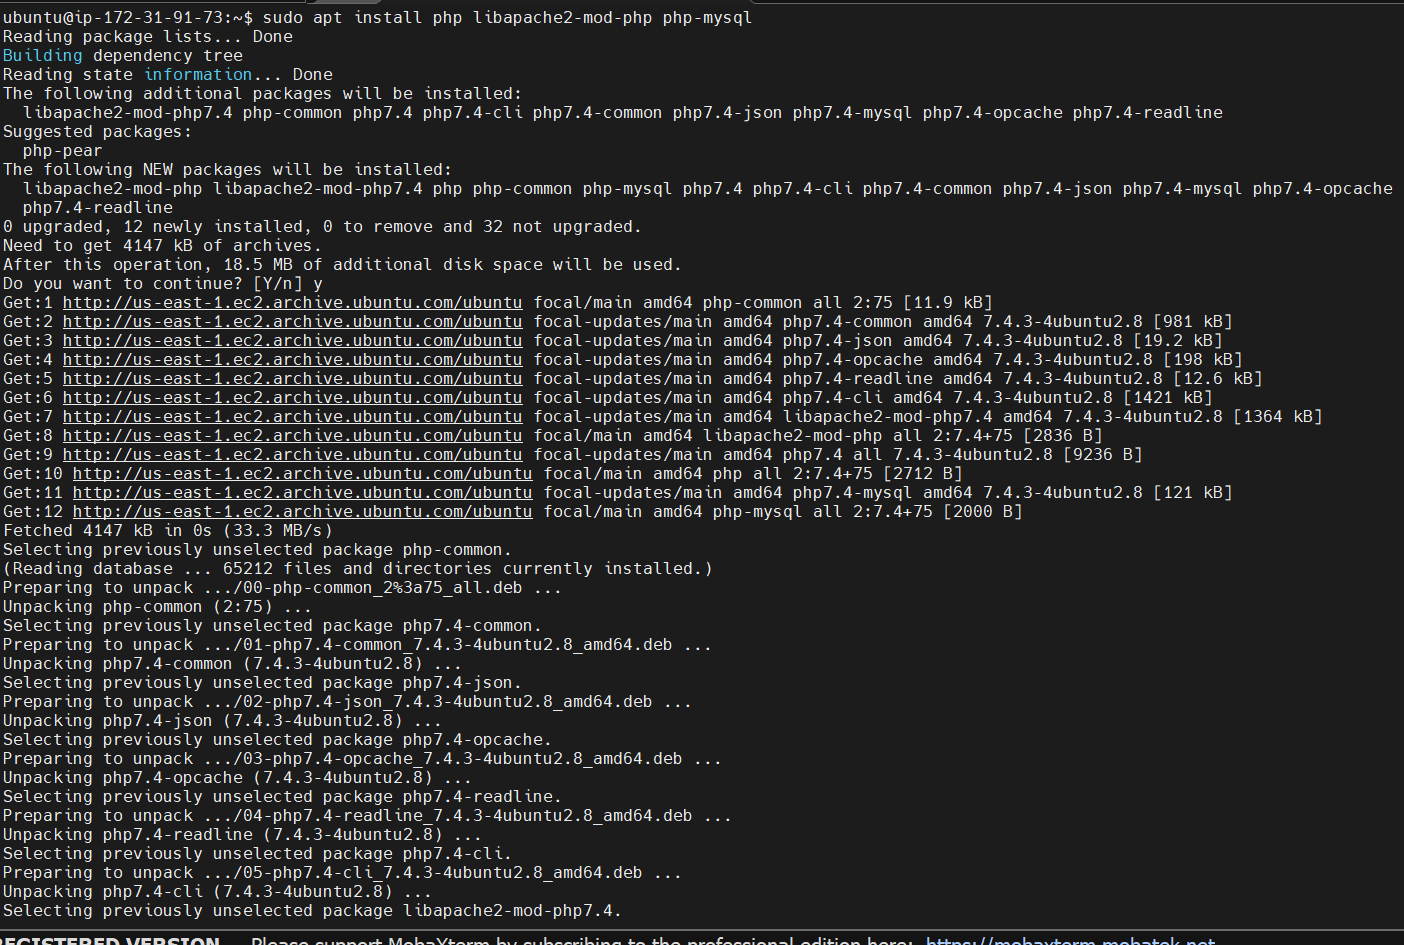 ubuntu@ip-172-31-91-73:~$ sudo apt install php libapache2-mod-php php-mysql
Reading package lists... Done
Building dependency tree
Reading state information... Done
The following additional packages will be installed:
  libapache2-mod-php7.4 php-common php7.4 php7.4-cli php7.4-common php7.4-json php7.4-mysql php7.4-opcache php7.4-readline
Suggested packages:
  php-pear
The following NEW packages will be installed:
  libapache2-mod-php libapache2-mod-php7.4 php php-common php-mysql php7.4 php7.4-cli php7.4-common php7.4-json php7.4-mysql php7.4-opcache
  php7.4-readline
0 upgraded, 12 newly installed, 0 to remove and 32 not upgraded.
Need to get 4147 kB of archives.
After this operation, 18.5 MB of additional disk space will be used.
Do you want to continue? [Y/n] y
Get:1 http://us-east-1.ec2.archive.ubuntu.com/ubuntu focal/main amd64 php-common all 2:75 [11.9 kB]
Get:2 http://us-east-1.ec2.archive.ubuntu.com/ubuntu focal-updates/main amd64 php7.4-common amd64 7.4.3-4ubuntu2.8 [981 kB]
Get:3 http://us-east-1.ec2.archive.ubuntu.com/ubuntu focal-updates/main amd64 php7.4-json amd64 7.4.3-4ubuntu2.8 [19.2 kB]
Get:4 http://us-east-1.ec2.archive.ubuntu.com/ubuntu focal-updates/main amd64 php7.4-opcache amd64 7.4.3-4ubuntu2.8 [198 kB]
Get:5 http://us-east-1.ec2.archive.ubuntu.com/ubuntu focal-updates/main amd64 php7.4-readline amd64 7.4.3-4ubuntu2.8 [12.6 kB]
Get:6 http://us-east-1.ec2.archive.ubuntu.com/ubuntu focal-updates/main amd64 php7.4-cli amd64 7.4.3-4ubuntu2.8 [1421 kB]
Get:7 http://us-east-1.ec2.archive.ubuntu.com/ubuntu focal-updates/main amd64 libapache2-mod-php7.4 amd64 7.4.3-4ubuntu2.8 [1364 kB]
Get:8 http://us-east-1.ec2.archive.ubuntu.com/ubuntu focal/main amd64 libapache2-mod-php all 2:7.4+75 [2836 B]
Get:9 http://us-east-1.ec2.archive.ubuntu.com/ubuntu focal-updates/main amd64 php7.4 all 7.4.3-4ubuntu2.8 [9236 B]
Get:10 http://us-east-1.ec2.archive.ubuntu.com/ubuntu focal/main amd64 php all 2:7.4+75 [2712 B]
Get:11 http://us-east-1.ec2.archive.ubuntu.com/ubuntu focal-updates/main amd64 php7.4-mysql amd64 7.4.3-4ubuntu2.8 [121 kB]
Get:12 http://us-east-1.ec2.archive.ubuntu.com/ubuntu focal/main amd64 php-mysql all 2:7.4+75 [2000 B]
Fetched 4147 kB in 0s (33.3 MB/s)
Selecting previously unselected package php-common.
(Reading database ... 65212 files and directories currently installed.)
Preparing to unpack .../00-php-common_2%3a75_all.deb ...
Unpacking php-common (2:75) ...
Selecting previously unselected package php7.4-common.
Preparing to unpack .../01-php7.4-common_7.4.3-4ubuntu2.8_amd64.deb ...
Unpacking php7.4-common (7.4.3-4ubuntu2.8) ...
Selecting previously unselected package php7.4-json.
Preparing to unpack .../02-php7.4-json_7.4.3-4ubuntu2.8_amd64.deb ...
Unpacking php7.4-json (7.4.3-4ubuntu2.8) ...
Selecting previously unselected package php7.4-opcache.
Preparing to unpack .../03-php7.4-opcache_7.4.3-4ubuntu2.8_amd64.deb ...
Unpacking php7.4-opcache (7.4.3-4ubuntu2.8) ...
Selecting previously unselected package php7.4-readline.
Preparing to unpack .../04-php7.4-readline_7.4.3-4ubuntu2.8_amd64.deb ...
Unpacking php7.4-readline (7.4.3-4ubuntu2.8) ...
Selecting previously unselected package php7.4-cli.
Preparing to unpack .../05-php7.4-cli_7.4.3-4ubuntu2.8_amd64.deb ...
Unpacking php7.4-cli (7.4.3-4ubuntu2.8) ...
Selecting previously unselected package libapache2-mod-php7.4.
REGISTERED VERSION - Please support MobaXterm by subscribing to the professional edition here: https://mobaxterm.mobatek.net